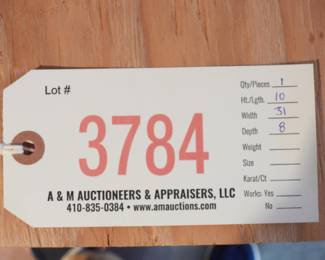 Lot #
3784
A & M AUCTIONEERS & APPRAISERS, LLC
410-835-0384 • www.amauctions.com
Qty/Pieces 1
Ht./Lgth. 10
Width 31
Depth 8
Weight
Size
Karat/Ct
Works: Yes
No